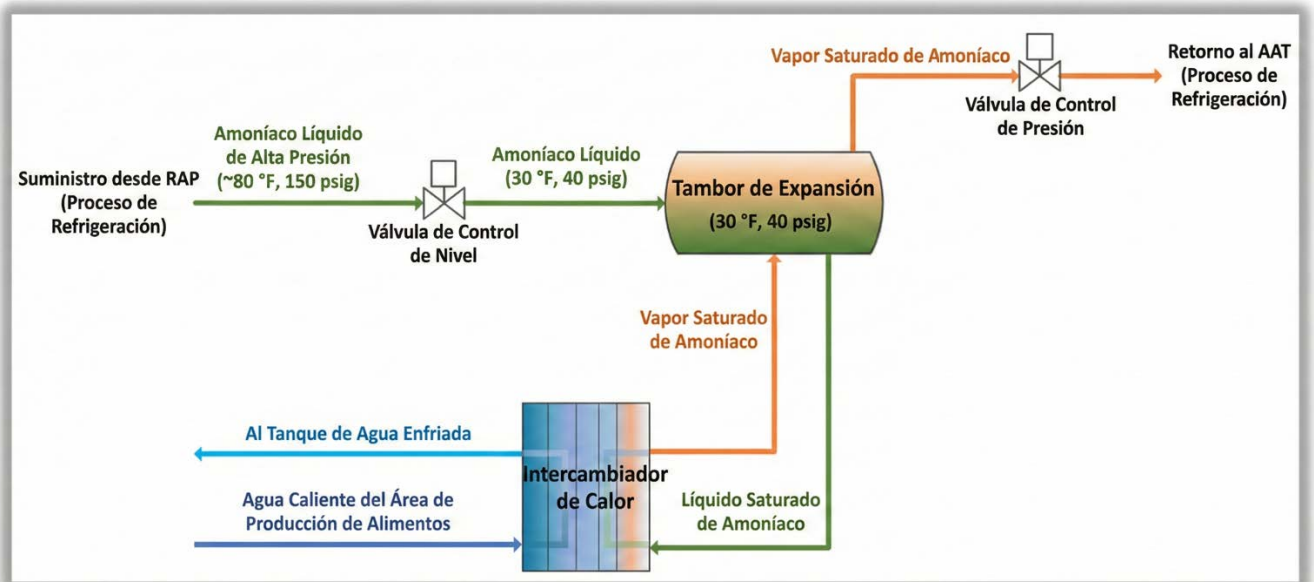 Vapor Saturado de Amoníaco
Retorno al AAT
(Proceso de
Refrigeración)
Válvula de Control
de Presión
Suministro desde RAP
(Proceso de
Refrigeración)
Amoníaco Líquido
de Alta Presión
(~80 °F, 150 psig)
Válvula de Control
de Nivel
Amoníaco Líquido
(30 °F, 40 psig)
Tambor de Expansión
(30 °F, 40 psig)
Vapor Saturado
de Amoníaco
Al Tanque de Agua Enfriada
Agua Caliente del Área de
Producción de Alimentos
Intercambiador
de Calor
Líquido Saturado
de Amoníaco